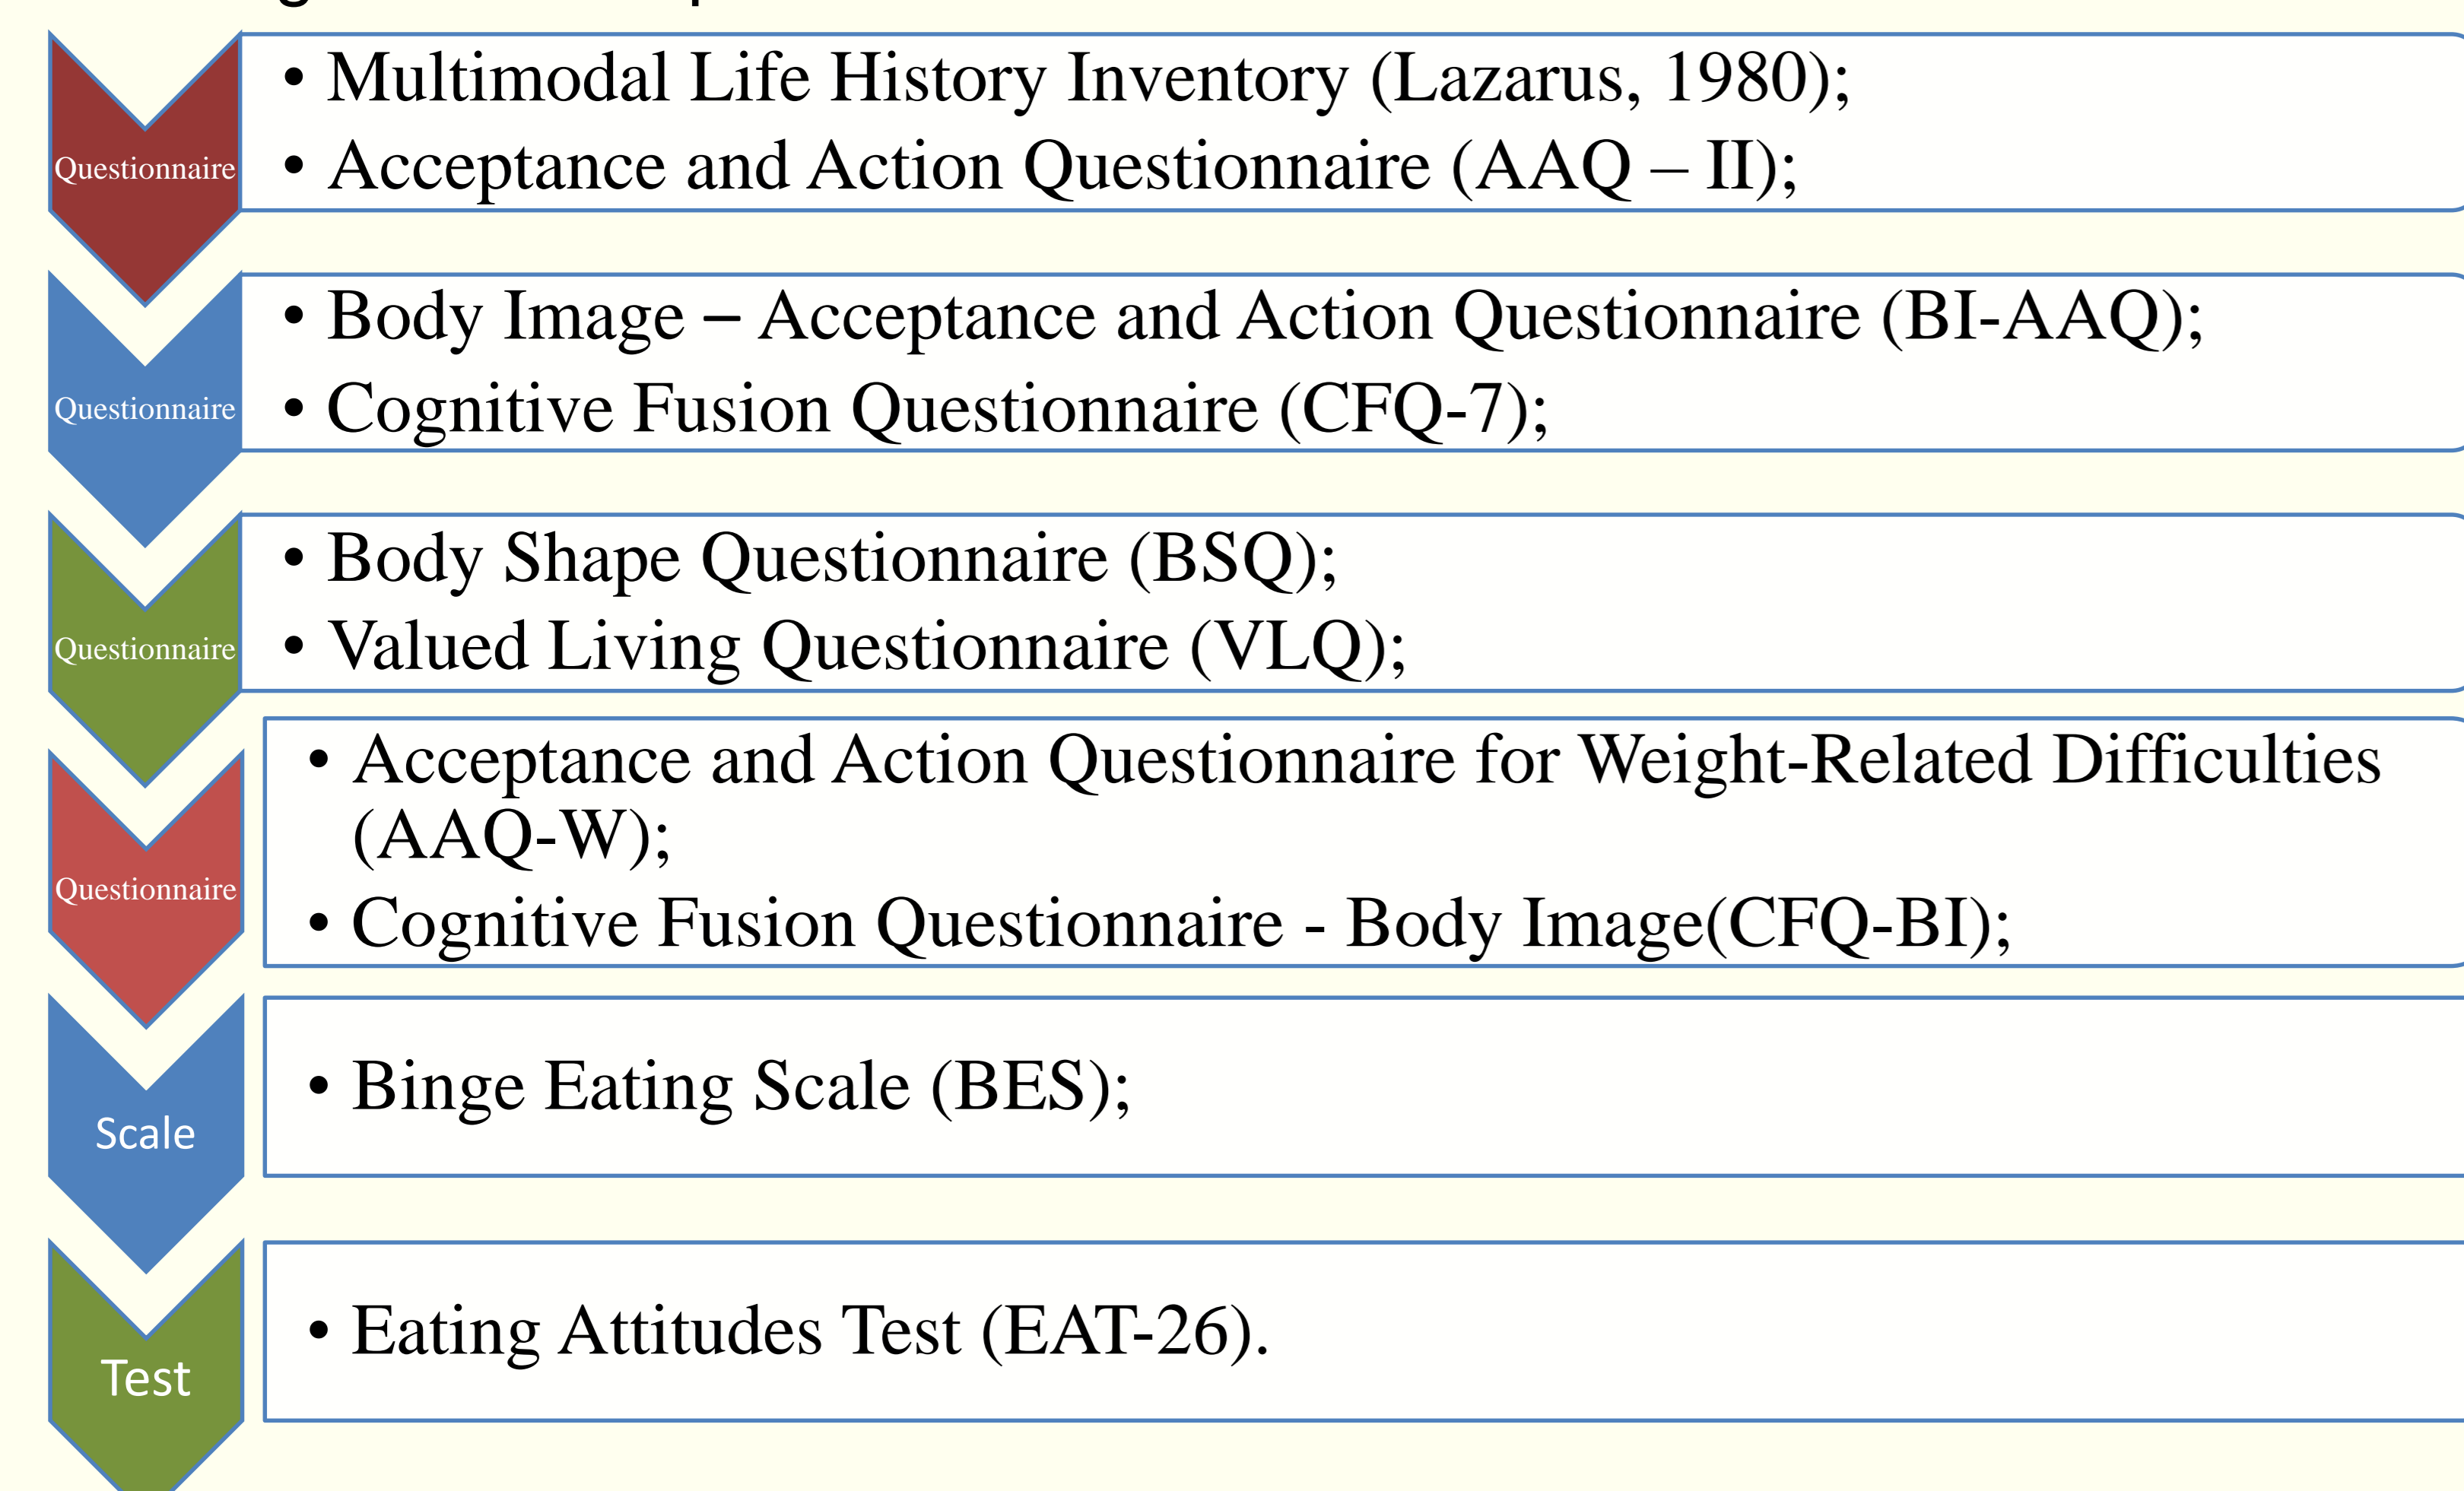 Questionnaire
• Multimodal Life History Inventory (Lazarus, 1980);
• Acceptance and Action Questionnaire (AAQ – II);
Questionnaire
• Body Image – Acceptance and Action Questionnaire (BI-AAQ);
• Cognitive Fusion Questionnaire (CFQ-7);
Questionnaire
• Body Shape Questionnaire (BSQ);
• Valued Living Questionnaire (VLQ);
Questionnaire
• Acceptance and Action Questionnaire for Weight-Related Difficulties
(AAQ-W);
• Cognitive Fusion Questionnaire - Body Image(CFQ-BI);
Scale
• Binge Eating Scale (BES);
Test
• Eating Attitudes Test (EAT-26).